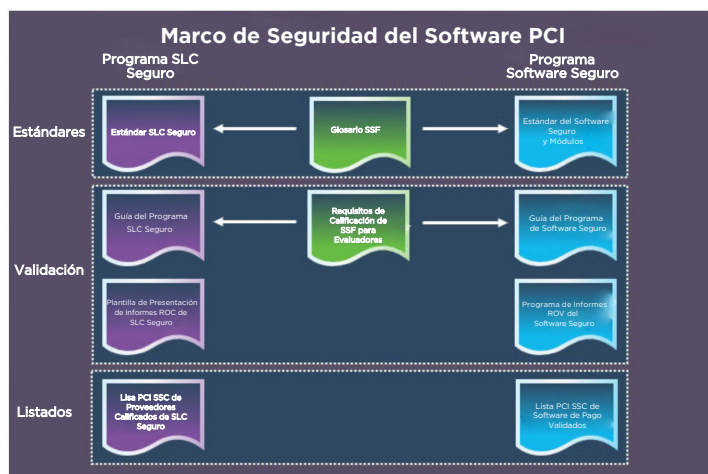 Marco de Seguridad del Software PCI
Programa SLC
Seguro
Programa
Software Seguro
Estándares
Estándar SLC Seguro
Glosario SSF
Estándar del Software
Seguro
y Módulos
Validación
Guía del Programa
SLC Seguro
Requisitos de
Calificación de
SSF para
Evaluadores
Guía del Programa
de Software Seguro
Plantilla de Presentación
de Informes ROC de
SLC Seguro
Programa de Informes
ROV del
Software Seguro
Listados
Lisa PCI SSC de
Proveedores
Calificados de SLC
Seguro
Lista PCI SSC de
Software de Pago
Validados